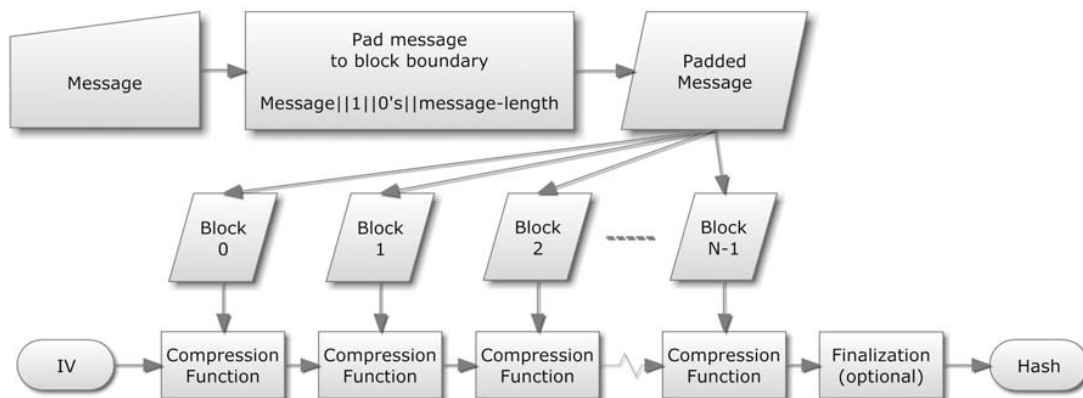 Message
Pad message
to block boundary
Message||1||0's||message-length
Padded
Message
Block
0
Block
1
Block
2
Block
N-1
IV
Compression
Function
Compression
Function
Compression
Function
Compression
Function
Finalization
(optional)
Hash